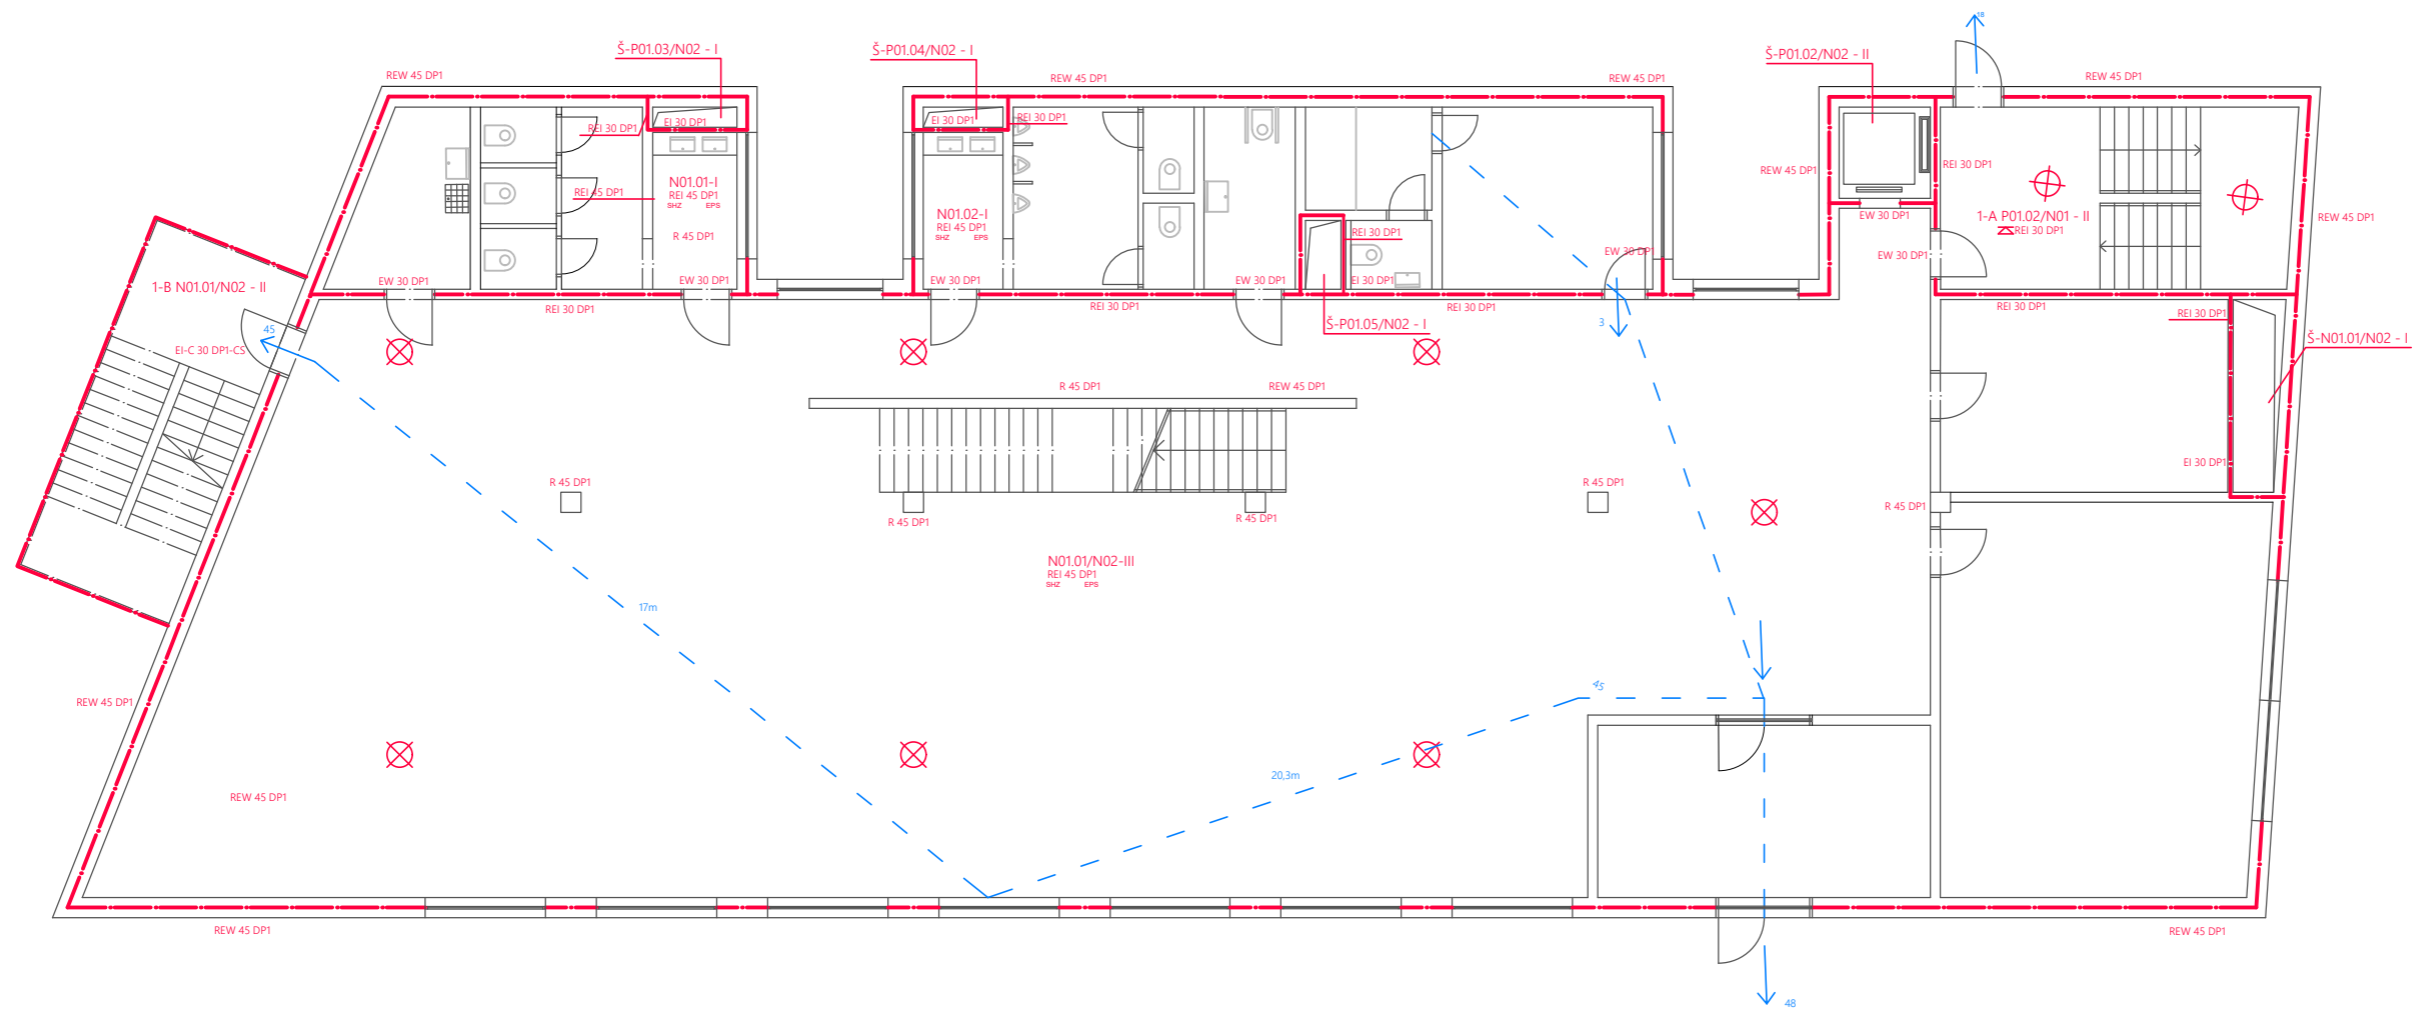 18
Š-P01.03/N02 - I
Š-P01.04/N02 - I
Š-P01.02/N02 - II
REW 45 DP1
REW 45 DP1
REW 45 DP1
REW 45 DP1
EI 30 DP1
REI 30 DP1
EI 30 DP1
REI 30 DP1
REI 30 DP1
REW 45 DP1
N01.01-I
REI 45 DP1
SHZ EPS
REI 45 DP1
R 45 DP1
N01.02-I
REI 45 DP1
SHZ EPS
EW 30 DP1
1-A P01.02/N01 - II
REI 30 DP1
REW 45 DP1
REI 30 DP1
EW 30 DP1
EW 30 DP1
1-B N01.01/N02 - II
EW 30 DP1
EW 30 DP1
EW 30 DP1
EW 30 DP1
EI 30 DP1
REI 30 DP1
REI 30 DP1
REI 30 DP1
REI 30 DP1
REI 30 DP1
Š-P01.05/N02 - I
3
45
EI-C 30 DP1-CS
Š-N01.01/N02 - I
R 45 DP1
REW 45 DP1
EI 30 DP1
R 45 DP1
R 45 DP1
R 45 DP1
R 45 DP1
R 45 DP1
N01.01/N02-III
REI 45 DP1
SHZ EPS
17m
45
REW 45 DP1
20,3m
REW 45 DP1
REW 45 DP1
REW 45 DP1
48